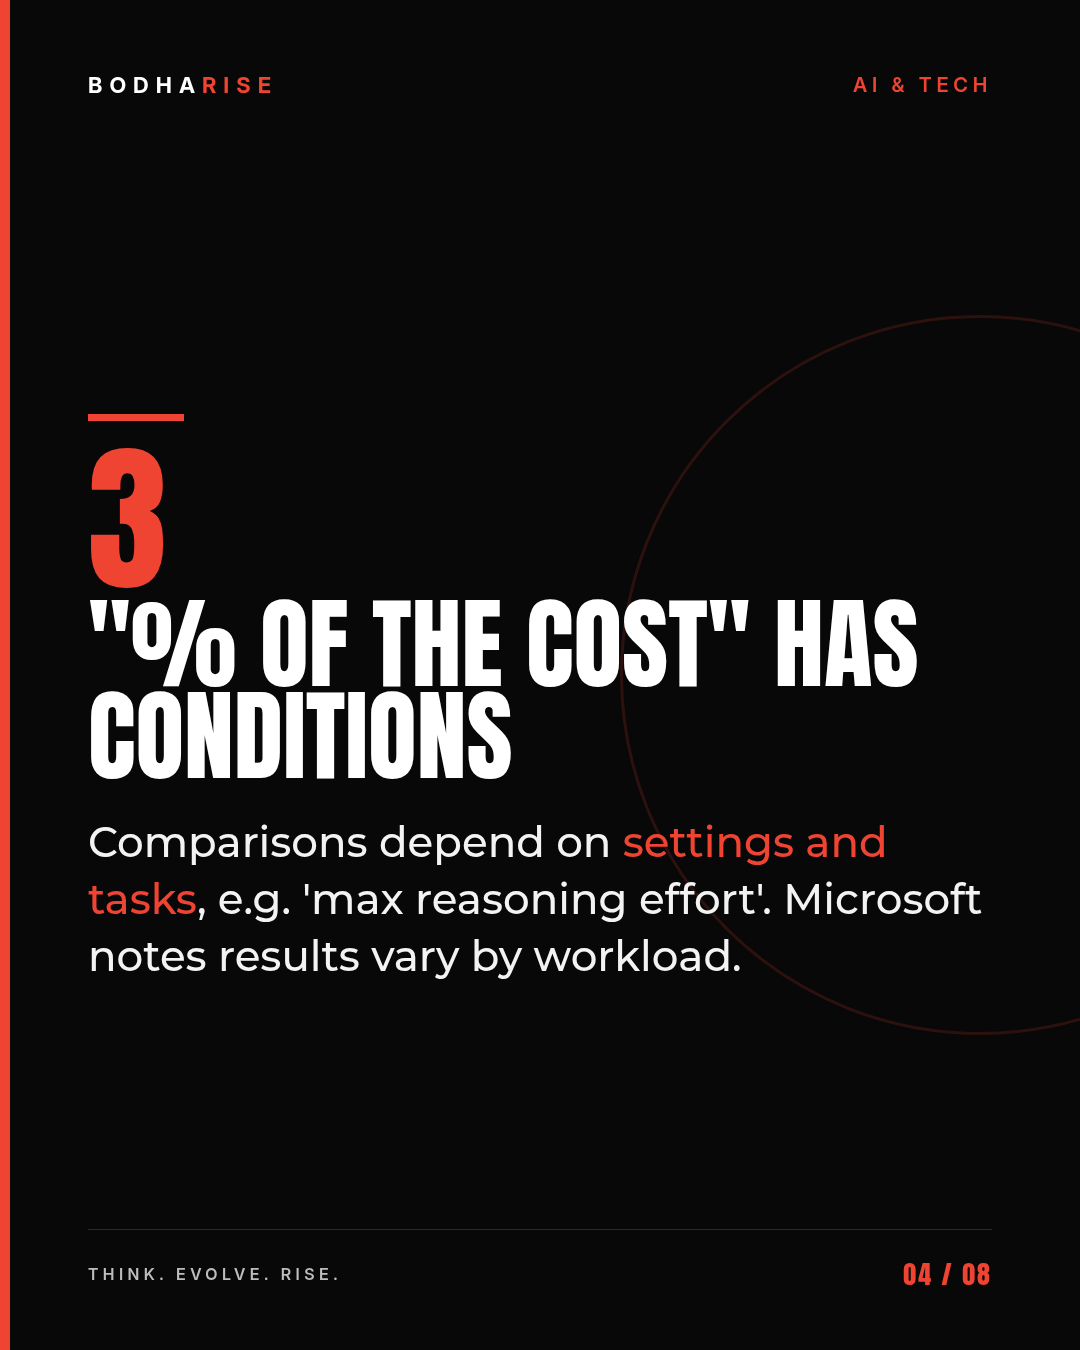 BODHARISE
AI & TECH
3
"% OF THE COST" HAS
CONDITIONS
Comparisons depend on settings and
tasks, e.g. 'max reasoning effort'. Microsoft
notes results vary by workload.
THINK. EVOLVE. RISE.
04 / 08